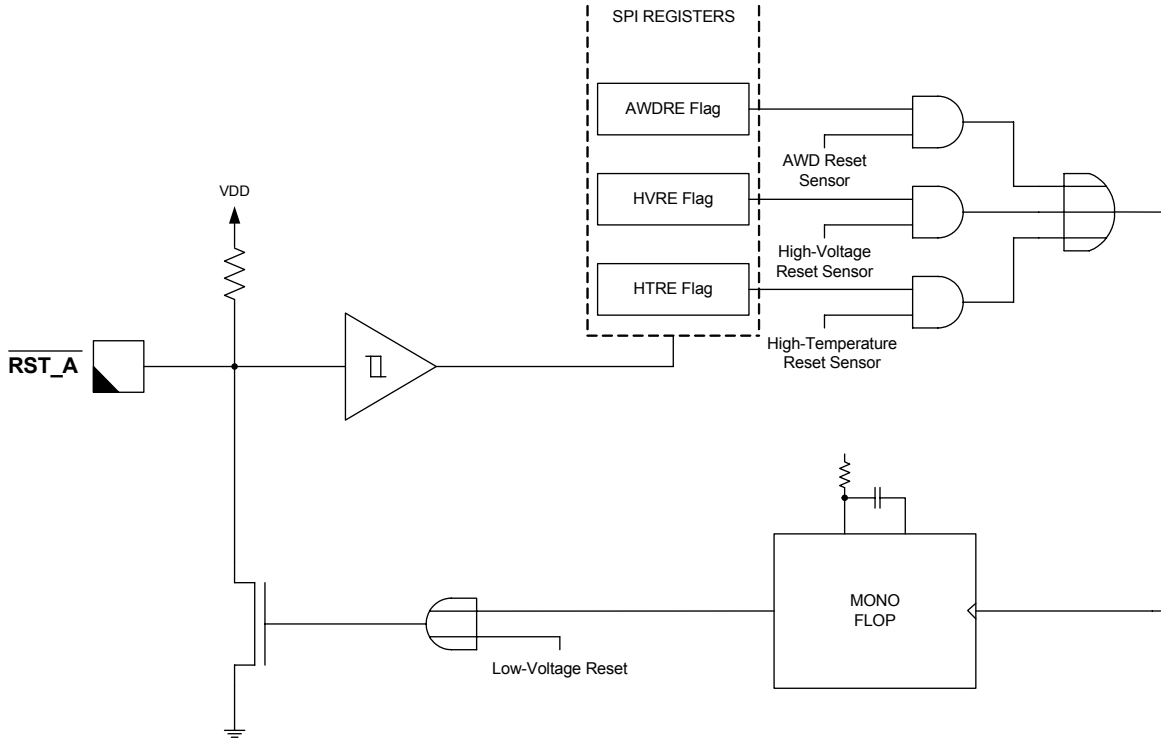 SPI REGISTERS
AWDRE Flag
AWD Reset
Sensor
VDD
HVRE Flag
High-Voltage
Reset Sensor
HTRE Flag
High-Temperature
Reset Sensor
RST_A
MONO
FLOP
Low-Voltage Reset